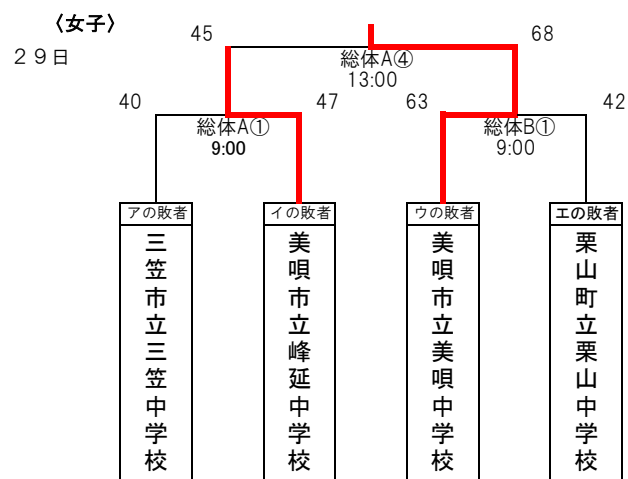 〈女子〉
29日
45
68
総体A④
13:00
40
47
63
42
総体A①
9:00
総体B①
9:00
アの敗者
イの敗者
ウの敗者
エの敗者
三笠市立三笠中学校
美唄市立峰延中学校
美唄市立美唄中学校
栗山町立栗山中学校